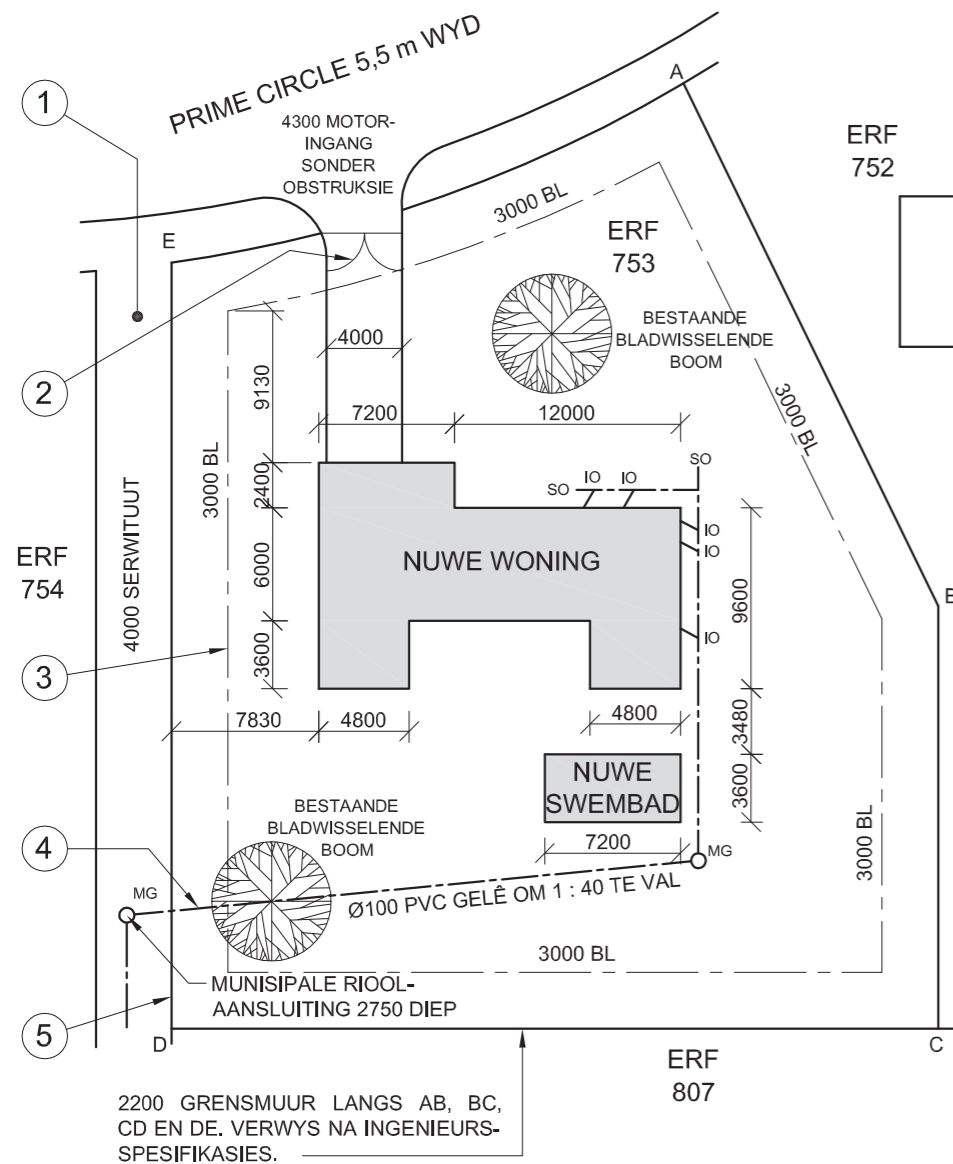 PRIME CIRCLE 5,5 m WYD
1
4300 MOTOR-
INGANG
SONDER
OBSTRUKSIE
A
ERF
752
E
3000 BL
ERF
753
BESTAANDE
BLADWISSELENDE
BOOM
2
4000
9130
7200
12000
3000 BL
3000 BL
2400
SO
IO
IO
SO
IO
IO
NUWE WONING
6000
ERF
754
4000 SERWITUUT
9600
B
3
3600
IO
7830
4800
4800
3480
NUWE
SWEMBAD
3600
7200
3000 BL
BESTAANDE
BLADWISSELENDE
BOOM
4
MG
MG
Ø100 PVC GELÊ OM 1 : 40 TE VAL
3000 BL
MUNISIPALE RIOOL-
AANSLUITING 2750 DIEP
5
D
C
ERF
807
2200 GRENSMUUR LANGS AB, BC,
CD EN DE. VERWYS NA INGENIEURS-
SPESIFIKASIES.